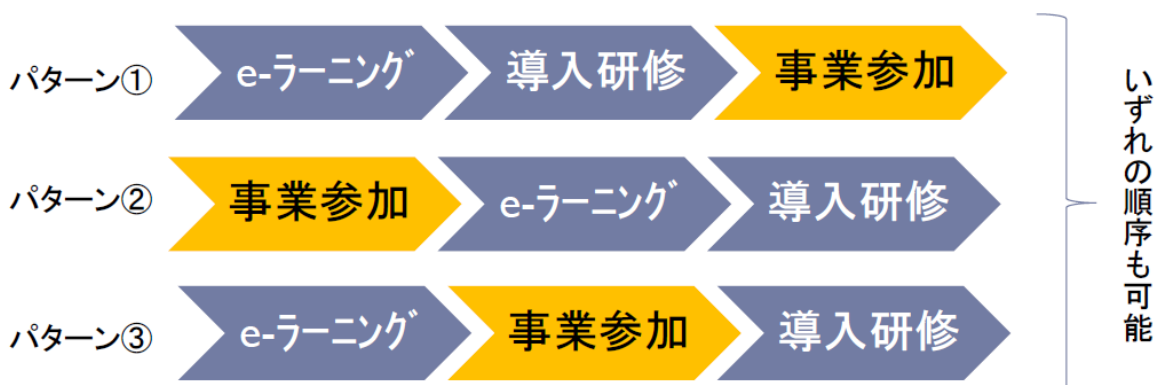 パターン① e-ラーニング 導入研修 事業参加
パターン② 事業参加 e-ラーニング 導入研修
パターン③ e-ラーニング 事業参加 導入研修
いずれの順序も可能